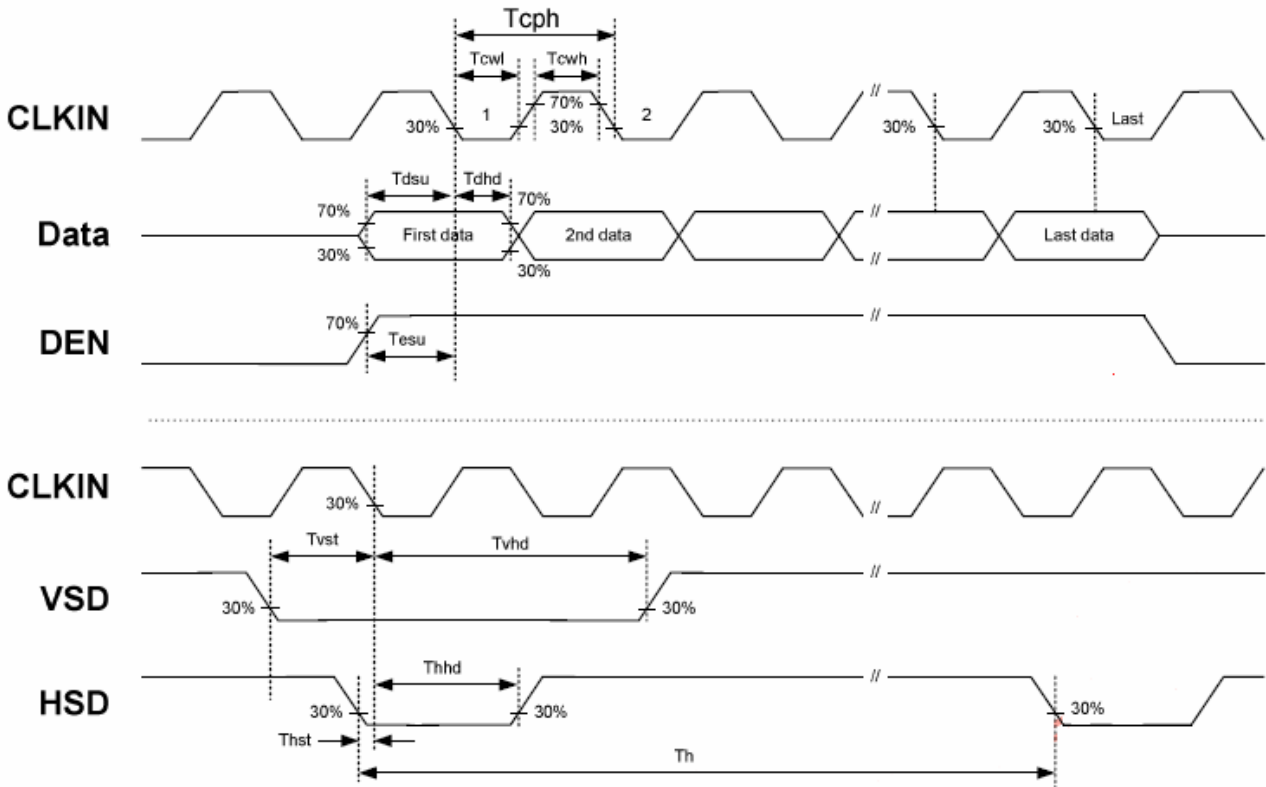 Tcph
Tcwl Tcwh
CLKIN 30% 1 70% 30% 2 // 30% 30% Last
Tdsu Tdhd
70% 70%
Data First data 2nd data // Last data
30% 30% //
DEN 70% Tesu //
CLKIN 30% //
Tvst Tvhd
VSD 30% 30% //
Thhd
HSD 30% 30% // 30%
Thst
Th